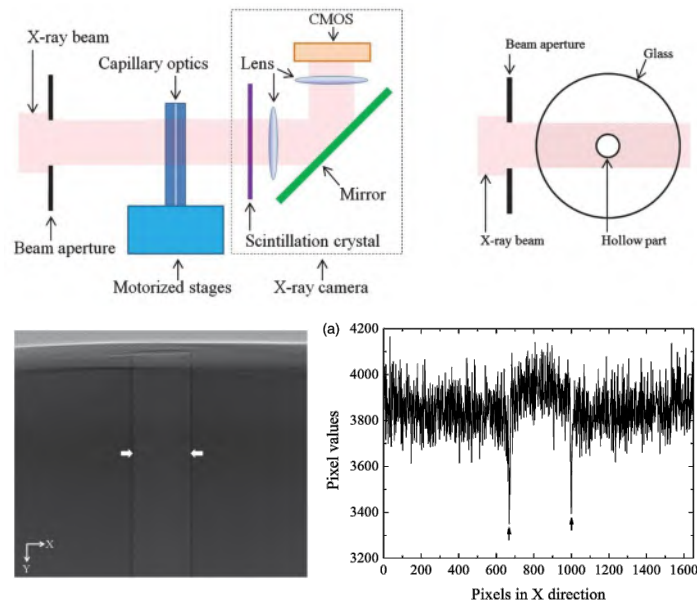 X-ray beam
Capillary optics
Lens
CMOS
Mirror
Beam aperture
Scintillation crystal
Motorized stages
X-ray camera
Beam aperture
Glass
X-ray beam
Hollow part
X
Y
(a)
Pixel values
4200
4000
3800
3600
3400
3200
0 200 400 600 800 1000 1200 1400 1600
Pixels in X direction